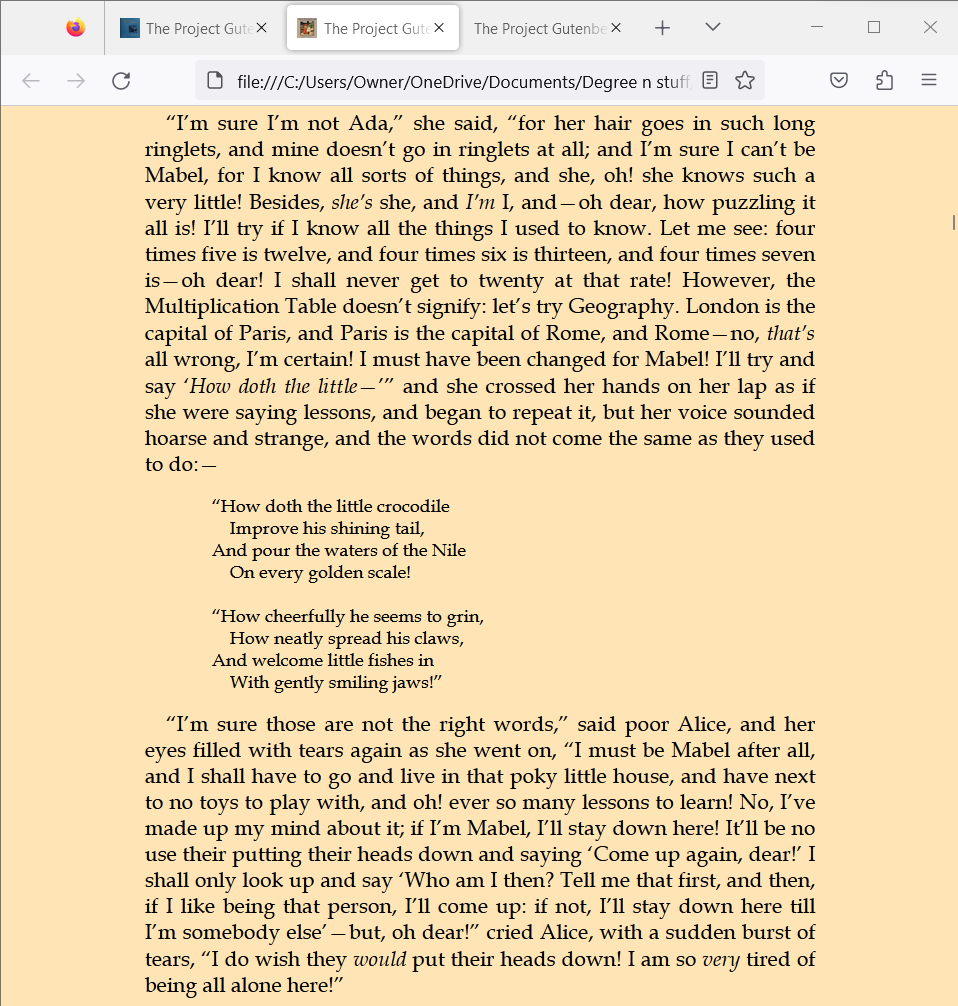 The Project Gute
The Project Gute
The Project Gutenbe
file:///C:/Users/Owner/OneDrive/Documents/Degree n stuff,
“I’m sure I’m not Ada,” she said, “for her hair goes in such long
ringlets, and mine doesn’t go in ringlets at all; and I’m sure I can’t be
Mabel, for I know all sorts of things, and she, oh! she knows such a
very little! Besides, she’s she, and I’m I, and—oh dear, how puzzling it
all is! I’ll try if I know all the things I used to know. Let me see: four
times five is twelve, and four times six is thirteen, and four times seven
is—oh dear! I shall never get to twenty at that rate! However, the
Multiplication Table doesn’t signify: let’s try Geography. London is the
capital of Paris, and Paris is the capital of Rome, and Rome—no, that’s
all wrong, I’m certain! I must have been changed for Mabel! I’ll try and
say ‘How doth the little—’” and she crossed her hands on her lap as if
she were saying lessons, and began to repeat it, but her voice sounded
hoarse and strange, and the words did not come the same as they used
to do:—
“How doth the little crocodile
Improve his shining tail,
And pour the waters of the Nile
On every golden scale!
“How cheerfully he seems to grin,
How neatly spread his claws,
And welcome little fishes in
With gently smiling jaws!”
“I’m sure those are not the right words,” said poor Alice, and her
eyes filled with tears again as she went on, “I must be Mabel after all,
and I shall have to go and live in that poky little house, and have next
to no toys to play with, and oh! ever so many lessons to learn! No, I’ve
made up my mind about it; if I’m Mabel, I’ll stay down here! It’ll be no
use their putting their heads down and saying ‘Come up again, dear!’ I
shall only look up and say ‘Who am I then? Tell me that first, and then,
if I like being that person, I’ll come up: if not, I’ll stay down here till
I’m somebody else’—but, oh dear!” cried Alice, with a sudden burst of
tears, “I do wish they would put their heads down! I am so very tired of
being all alone here!”